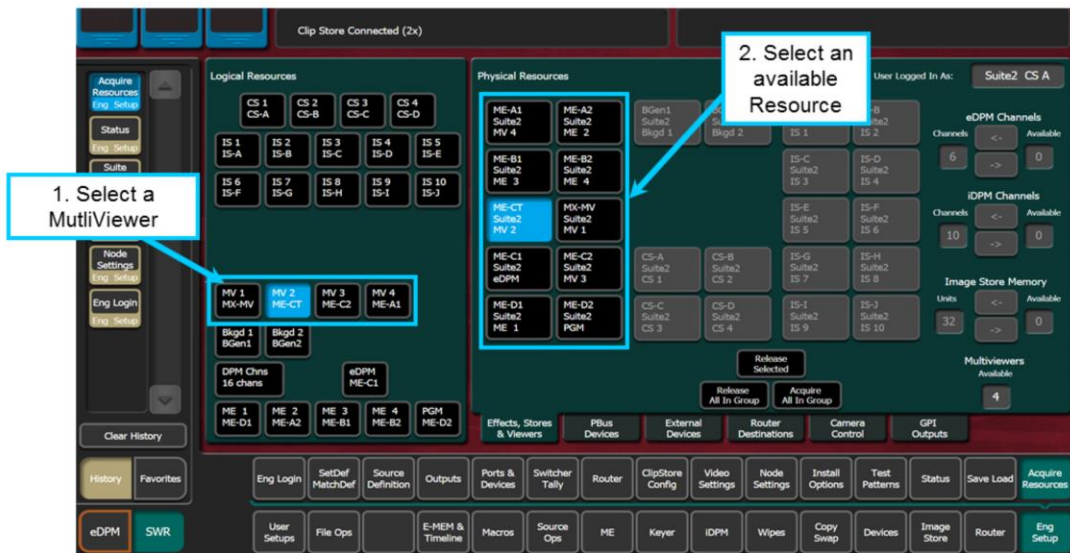 Clip Store Connected (2x)
2. Select an
available
Resource
1. Select a
MutliViewer
Acquire
Resources
Eng Setup
Status
Eng Setup
Suite
Node
Settings
Eng Setup
Eng Login
Eng Setup
Clear History
History
Favorites
eDPM
SWR
Logical Resources
CS 1
CS-A
CS 2
CS-B
CS 3
CS-C
CS 4
CS-D
IS 1
IS-A
IS 2
IS-B
IS 3
IS-C
IS 4
IS-D
IS 5
IS-E
IS 6
IS-F
IS 7
IS-G
IS 8
IS-H
IS 9
IS-I
IS 10
IS-J
MV 1
MX-MV
MV 2
ME-CT
MV 3
ME-C2
MV 4
ME-A1
Bkgd 1
BGen1
Bkgd 2
BGen2
DPM Chns
16 chans
eDPM
ME-C1
ME 1
ME-D1
ME 2
ME-A2
ME 3
ME-B1
ME 4
ME-B2
PGM
ME-D2
Physical Resources
User Logged In As:
Suite2 CS A
ME-A1
Suite2
MV 4
ME-A2
Suite2
ME 2
BGen1
Suite2
Bkgd 1
Suite2
Bkgd 2
Suite2
IS 1
Suite2
IS 2
ME-B1
Suite2
ME 3
ME-B2
Suite2
ME 4
IS-C
Suite2
IS 3
IS-D
Suite2
IS 4
ME-CT
Suite2
MV 2
MX-MV
Suite2
MV 1
IS-E
Suite2
IS 5
IS-F
Suite2
IS 6
ME-C1
Suite2
eDPM
ME-C2
Suite2
MV 3
CS-A
Suite2
CS 1
CS-B
Suite2
CS 2
IS-G
Suite2
IS 7
IS-H
Suite2
IS 8
ME-D1
Suite2
ME 1
ME-D2
Suite2
PGM
CS-C
Suite2
CS 3
CS-D
Suite2
CS 4
IS-I
Suite2
IS 9
IS-J
Suite2
IS 10
eDPM Channels
Channels
<-
Available
6
->
0
iDPM Channels
Channels
<-
Available
10
->
0
Image Store Memory
Units
<-
Available
32
->
0
Multiviewers
Available
4
Release
Selected
Release
All In Group
Acquire
All In Group
Effects, Stores
& Viewers
PBus
Devices
External
Devices
Router
Destinations
Camera
Control
GPI
Outputs
Eng Login
SetDef
MatchDef
Source
Definition
Outputs
Ports &
Devices
Switcher
Tally
Router
ClipStore
Config
Video
Settings
Node
Settings
Install
Options
Test
Patterns
Status
Save Load
Acquire
Resources
User
Setups
File Ops
E-MEM &
Timeline
Macros
Source
Ops
ME
Keyer
iDPM
Wipes
Copy
Swap
Devices
Image
Store
Router
Eng
Setup